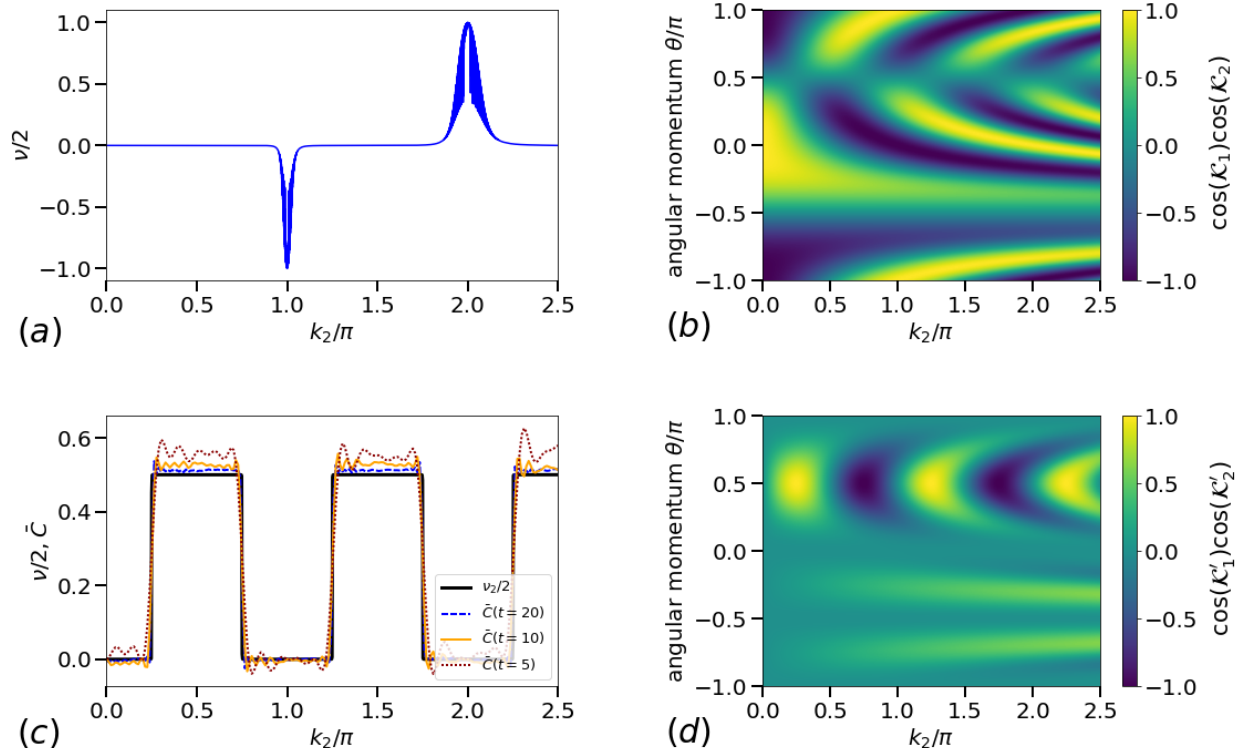 1.0
0.5
0.0
−0.5
−1.0
ν/2
0.0 0.5 1.0 1.5 2.0 2.5
k₂/π
(a)
1.0
0.5
0.0
−0.5
−1.0
angular momentum θ/π
0.0 0.5 1.0 1.5 2.0 2.5
k₂/π
(b)
1.0
0.5
0.0
−0.5
−1.0
cos(𝒦₁)cos(𝒦₂)
0.6
0.4
0.2
0.0
ν/2, C̄
ν₂/2
C̄(t = 20)
C̄(t = 10)
C̄(t = 5)
0.0 0.5 1.0 1.5 2.0 2.5
k₂/π
(c)
1.0
0.5
0.0
−0.5
−1.0
angular momentum θ/π
0.0 0.5 1.0 1.5 2.0 2.5
k₂/π
(d)
1.0
0.5
0.0
−0.5
−1.0
cos(𝒦₁′)cos(𝒦₂′)